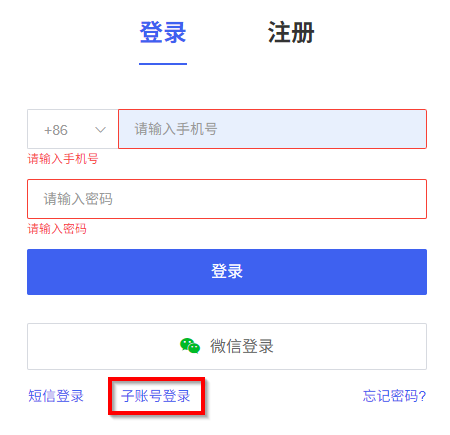 登录 注册
+86 请输入手机号
请输入手机号
请输入密码
请输入密码
登录
微信登录
短信登录 子账号登录 忘记密码?